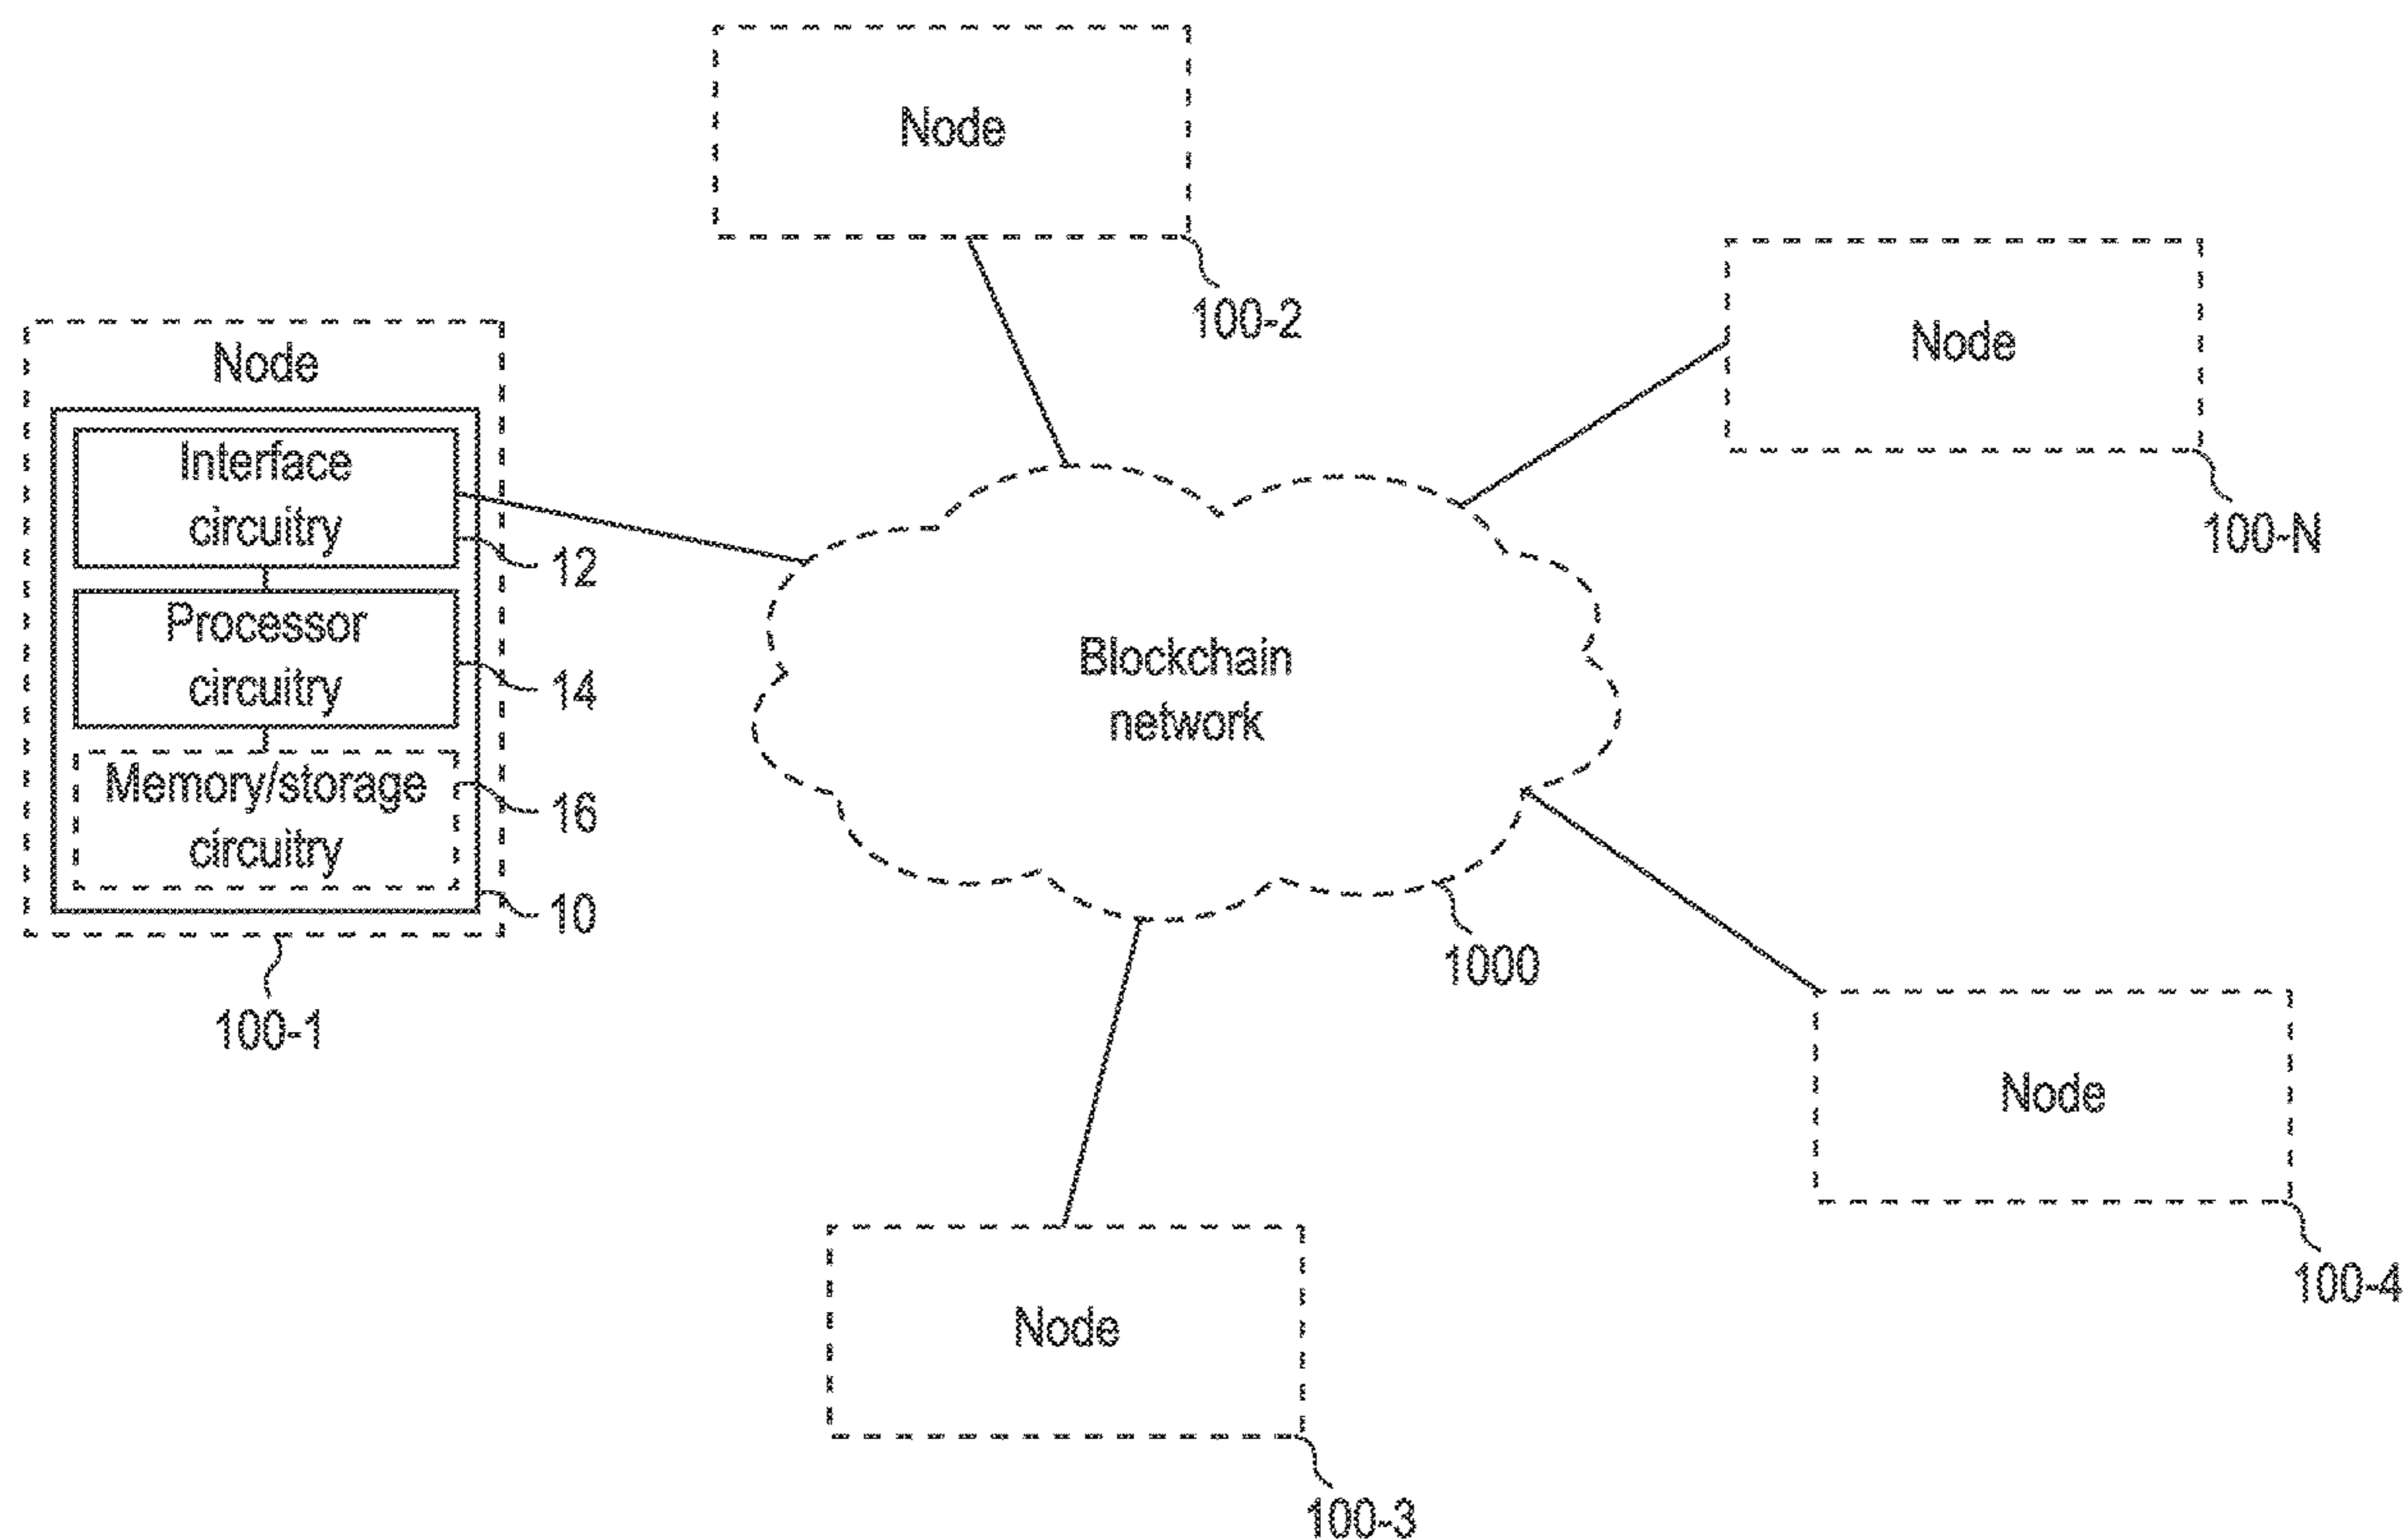 Node
100-2
Node
100-N
Node
Interface
circuitry
12
Processor
circuitry
14
Memory/storage
circuitry
16
10
100-1
Blockchain
network
1000
Node
100-4
Node
100-3